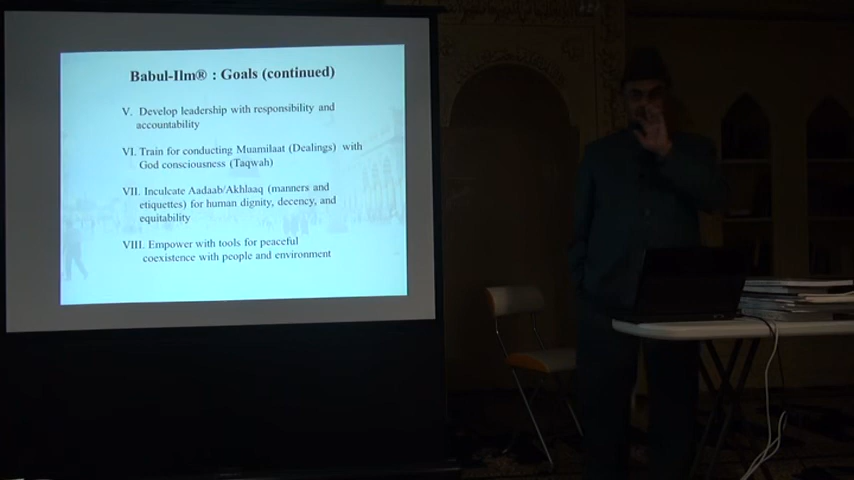 Babul-Ilm® : Goals (continued)
V. Develop leadership with responsibility and
accountability
VI. Train for conducting Muamilaat (Dealings) with
God consciousness (Taqwah)
VII. Inculcate Aadaab/Akhlaaq (manners and
etiquettes) for human dignity, decency, and
equitability
VIII. Empower with tools for peaceful
coexistence with people and environment